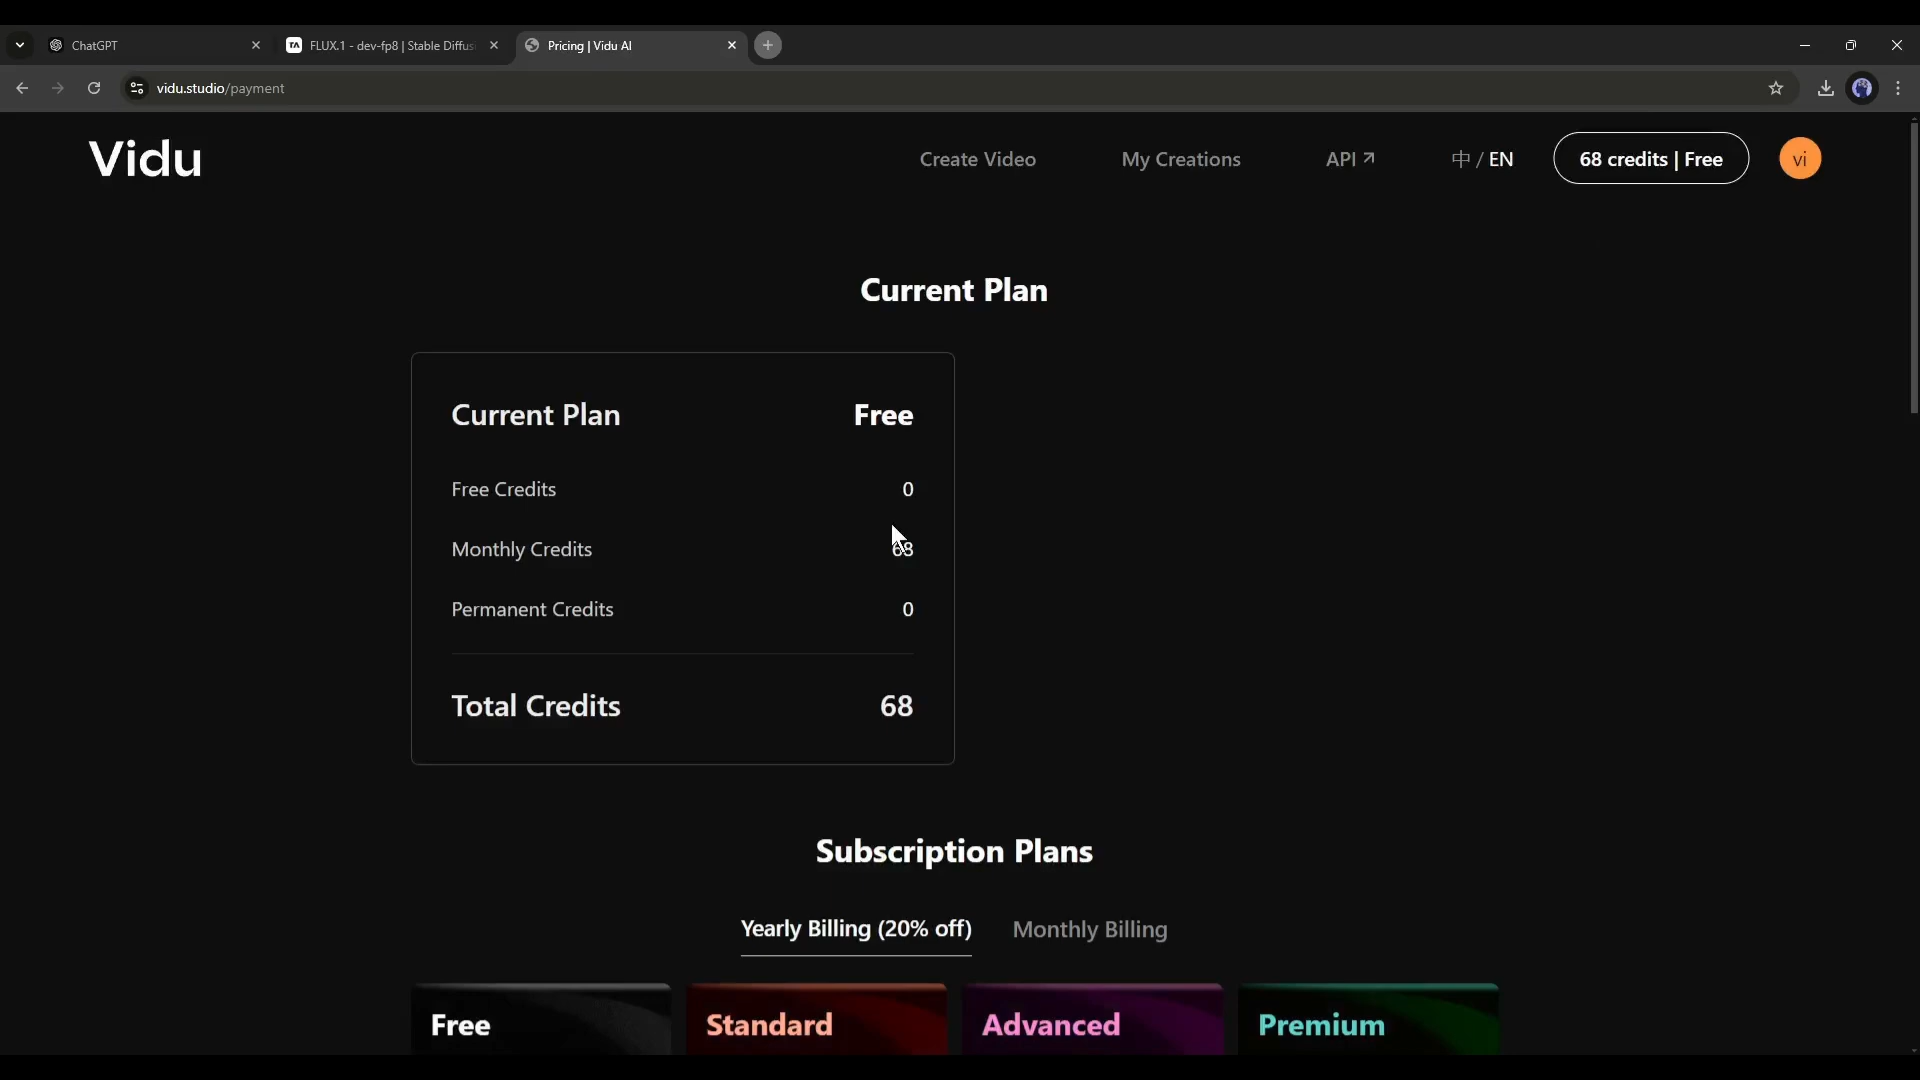 ChatGPT
TA FLUX.1 - dev-fp8 | Stable Diffus
Pricing | Vidu AI
vidu.studio/payment
Vidu
Create Video
My Creations
API
中 / EN
68 credits | Free
vi
Current Plan
Current Plan Free
Free Credits 0
Monthly Credits 68
Permanent Credits 0
Total Credits 68
Subscription Plans
Yearly Billing (20% off) Monthly Billing
Free Standard Advanced Premium